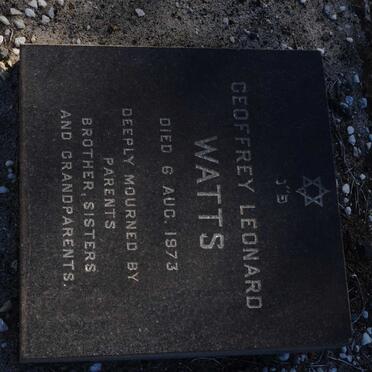 פ"נ
GEOFFREY LEONARD
WATTS
DIED 6 AUG. 1973
DEEPLY MOURNED BY
PARENTS
BROTHER, SISTERS
AND GRANDPARENTS.